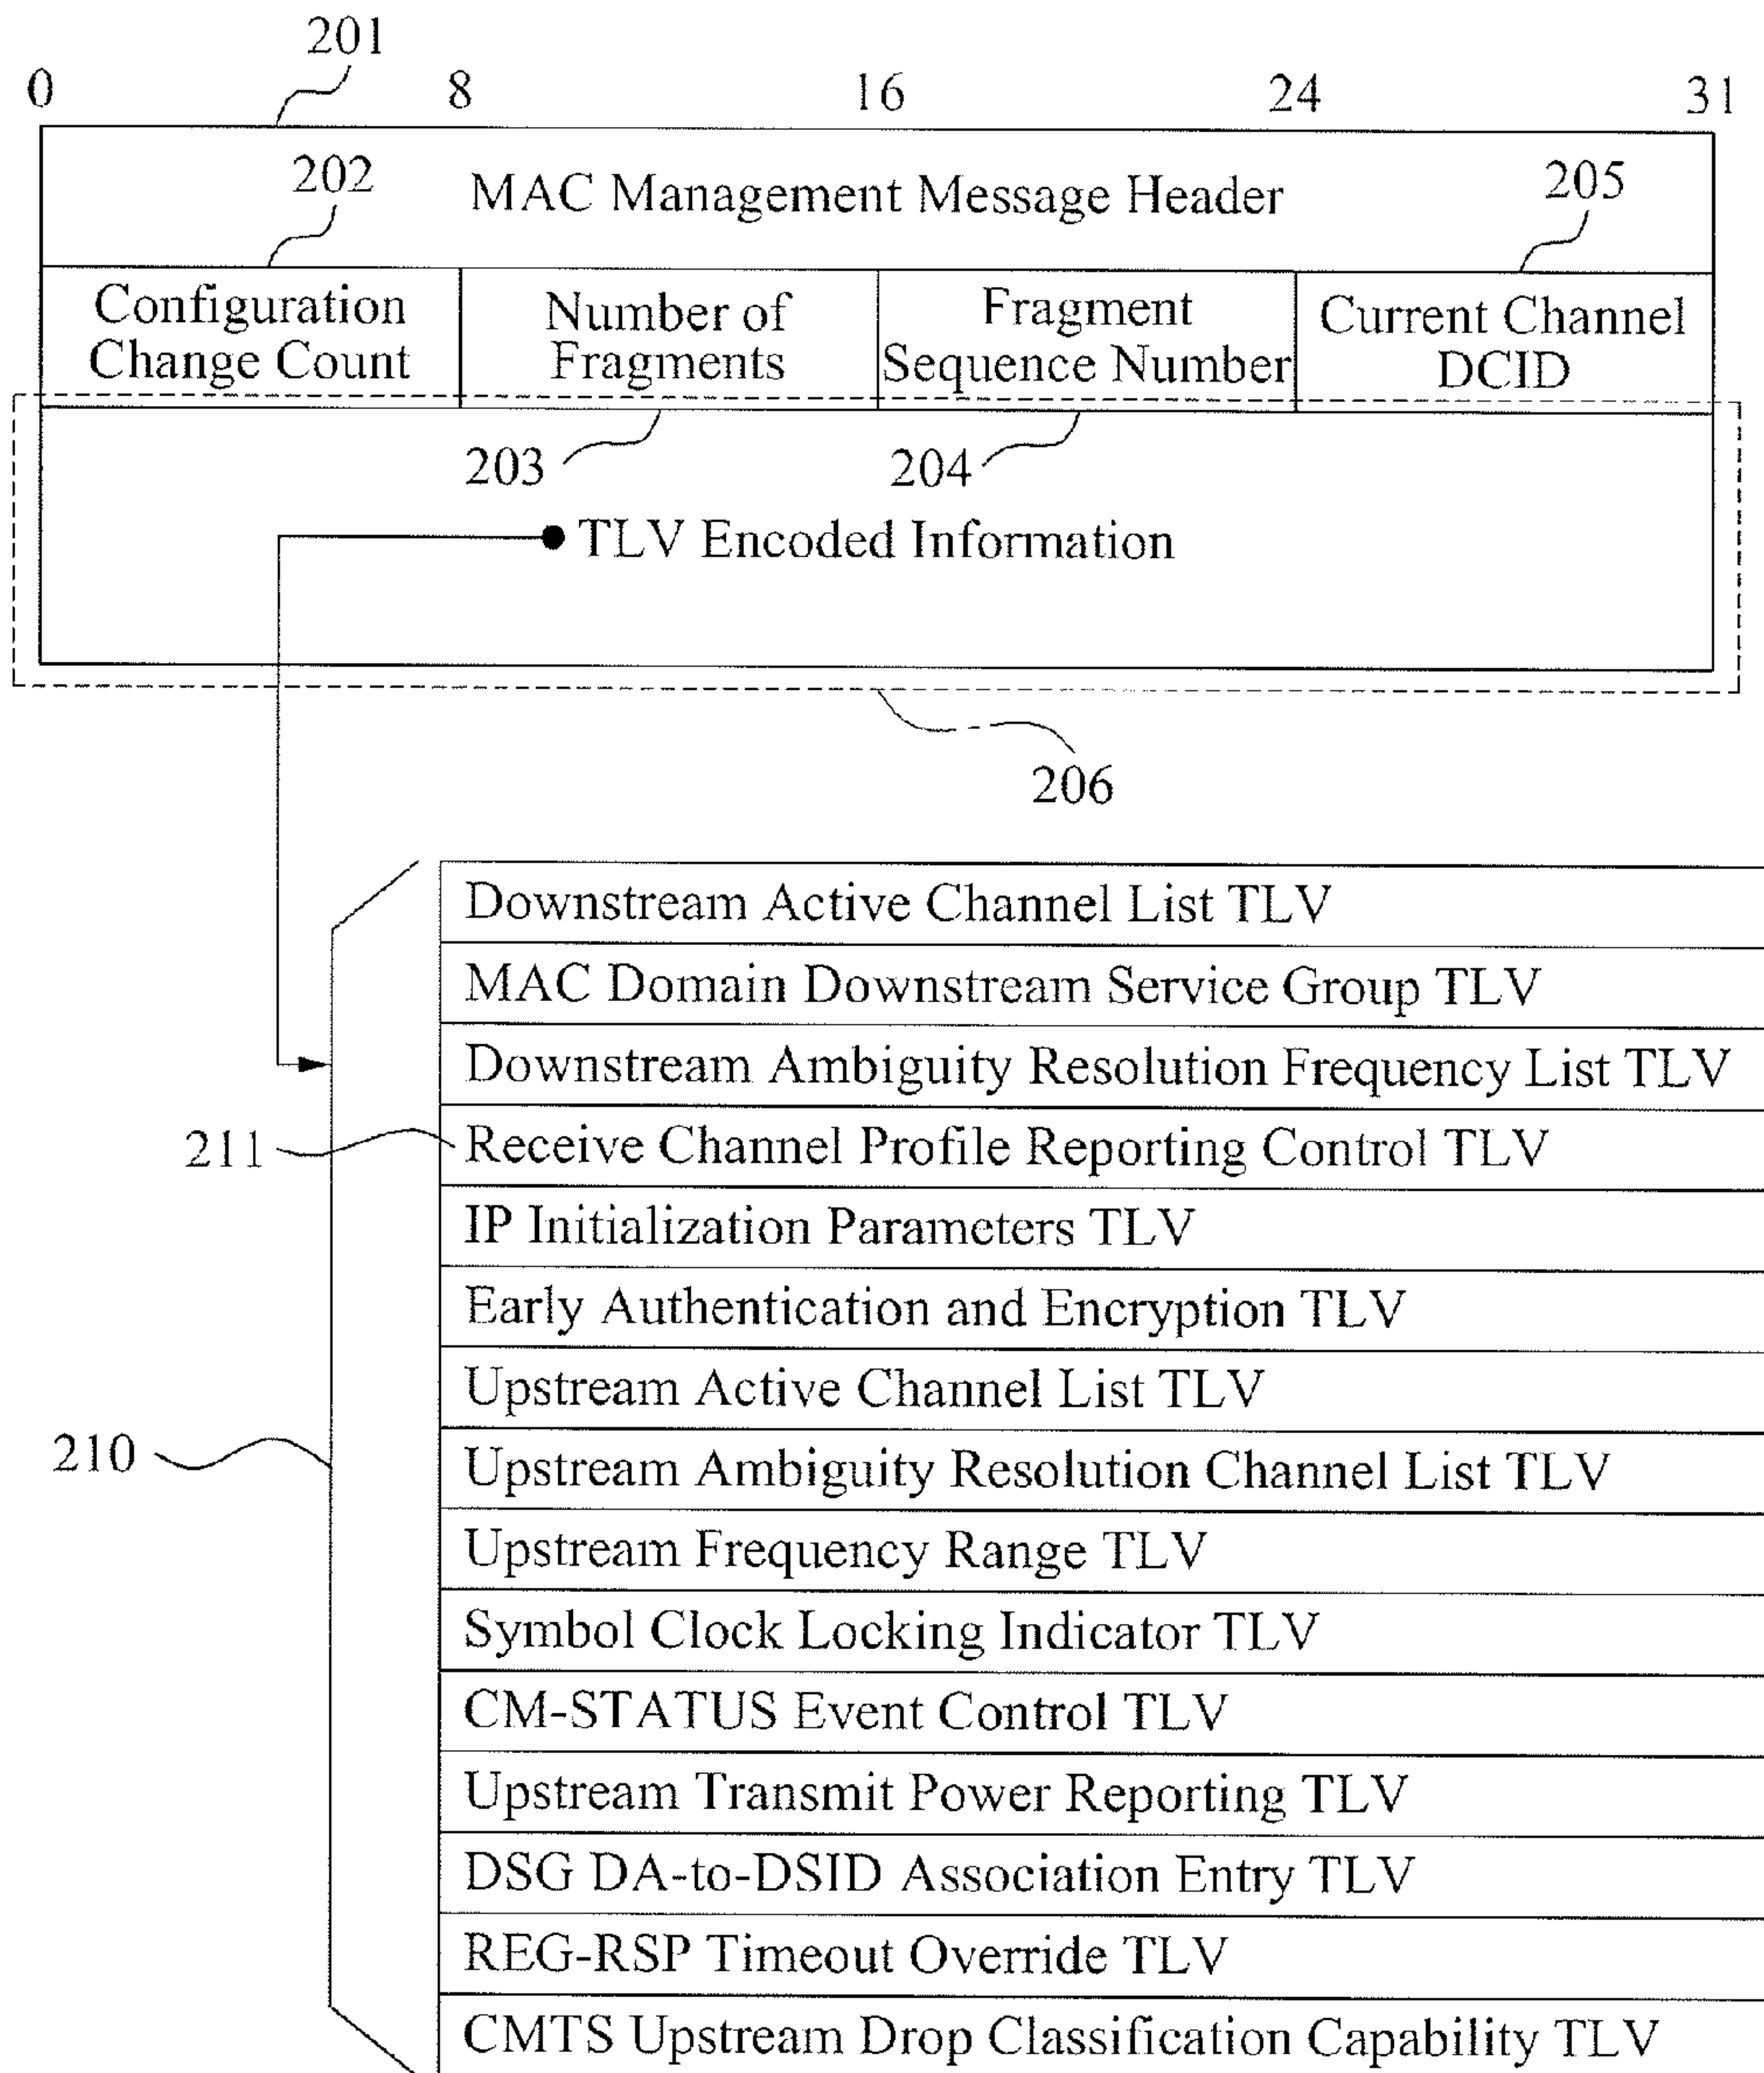 201
0 8 16 24 31
202 MAC Management Message Header 205
Configuration Change Count
Number of Fragments
Fragment Sequence Number
Current Channel DCID
203 204
TLV Encoded Information
206
Downstream Active Channel List TLV
MAC Domain Downstream Service Group TLV
Downstream Ambiguity Resolution Frequency List TLV
211 Receive Channel Profile Reporting Control TLV
IP Initialization Parameters TLV
Early Authentication and Encryption TLV
Upstream Active Channel List TLV
210 Upstream Ambiguity Resolution Channel List TLV
Upstream Frequency Range TLV
Symbol Clock Locking Indicator TLV
CM-STATUS Event Control TLV
Upstream Transmit Power Reporting TLV
DSG DA-to-DSID Association Entry TLV
REG-RSP Timeout Override TLV
CMTS Upstream Drop Classification Capability TLV